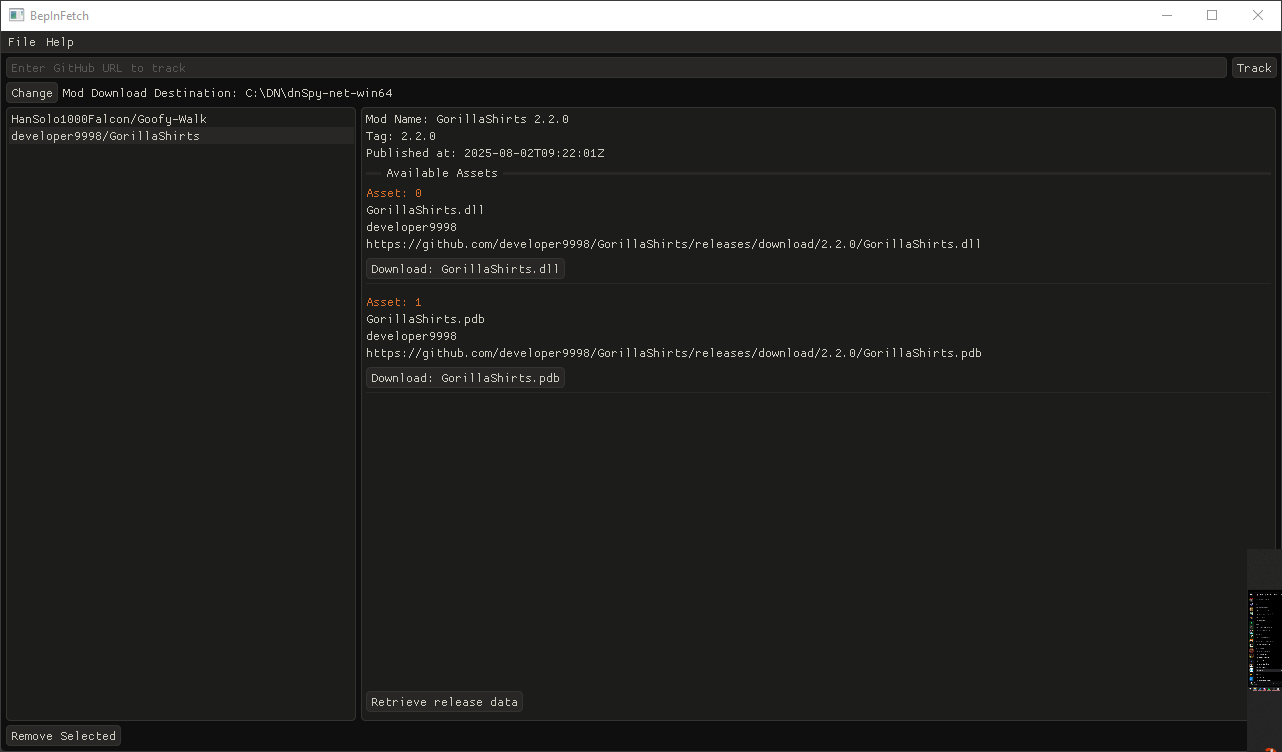 BepInFetch
File Help
Enter GitHub URL to track
Track
Change Mod Download Destination: C:\DN\dnSpy-net-win64
HanSolo1000Falcon/Goofy-Walk
developer9998/GorillaShirts
Mod Name: GorillaShirts 2.2.0
Tag: 2.2.0
Published at: 2025-08-02T09:22:01Z
Available Assets
Asset: 0
GorillaShirts.dll
developer9998
https://github.com/developer9998/GorillaShirts/releases/download/2.2.0/GorillaShirts.dll
Download: GorillaShirts.dll
Asset: 1
GorillaShirts.pdb
developer9998
https://github.com/developer9998/GorillaShirts/releases/download/2.2.0/GorillaShirts.pdb
Download: GorillaShirts.pdb
Retrieve release data
Remove Selected